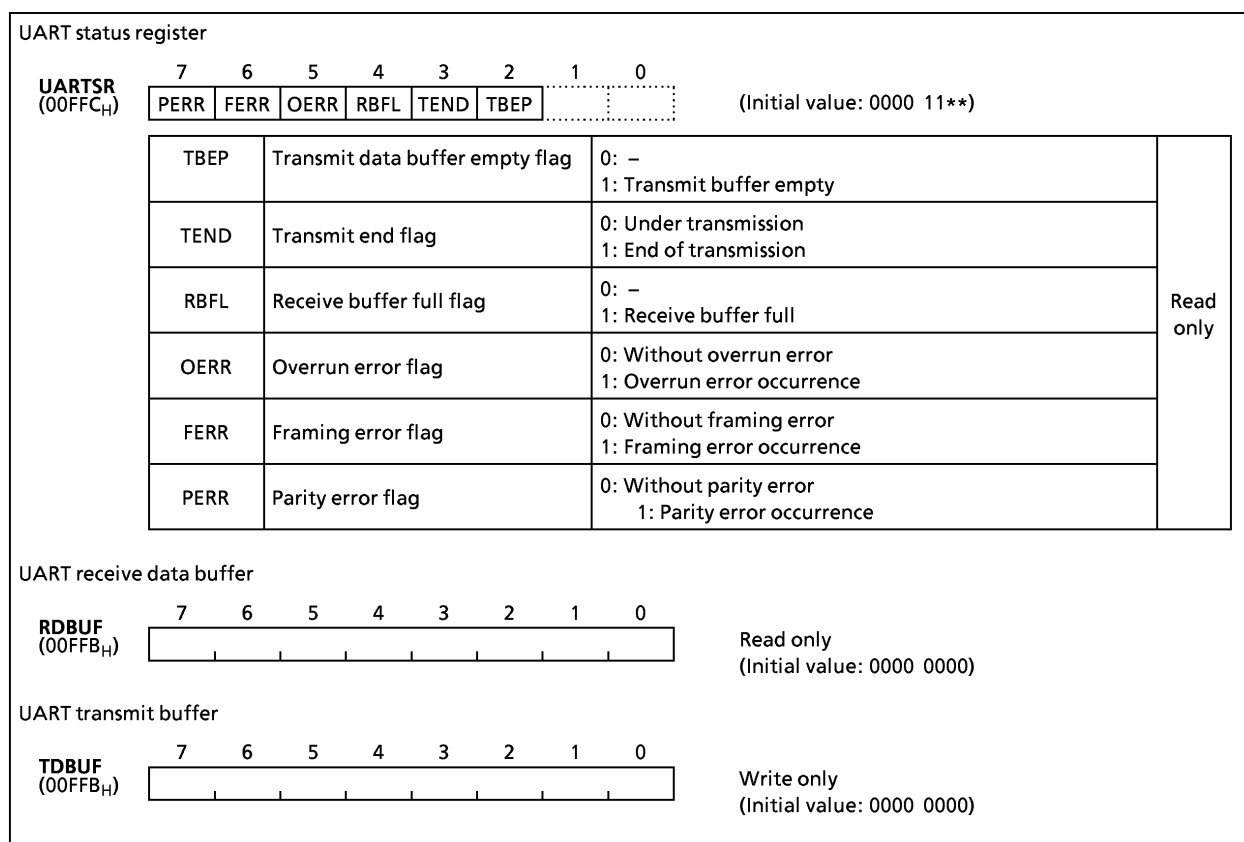 UART status register
7 6 5 4 3 2 1 0
UARTSR
(00FFCH)
PERR FERR OERR RBFL TEND TBEP
(Initial value: 0000 11**)
TBEP Transmit data buffer empty flag 0: –
1: Transmit buffer empty
TEND Transmit end flag 0: Under transmission
1: End of transmission
RBFL Receive buffer full flag 0: –
1: Receive buffer full
Read only
OERR Overrun error flag 0: Without overrun error
1: Overrun error occurrence
FERR Framing error flag 0: Without framing error
1: Framing error occurrence
PERR Parity error flag 0: Without parity error
1: Parity error occurrence
UART receive data buffer
7 6 5 4 3 2 1 0
RDBUF
(00FFBH)
Read only
(Initial value: 0000 0000)
UART transmit buffer
7 6 5 4 3 2 1 0
TDBUF
(00FFBH)
Write only
(Initial value: 0000 0000)